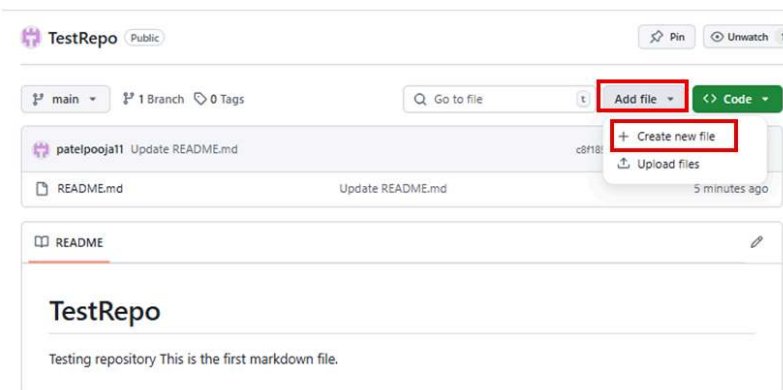 TestRepo Public Pin Unwatch
main 1 Branch 0 Tags Go to file t Add file Code
Create new file
patelpooja11 Update README.md
Upload files
README.md Update README.md 5 minutes ago
README
TestRepo
Testing repository This is the first markdown file.